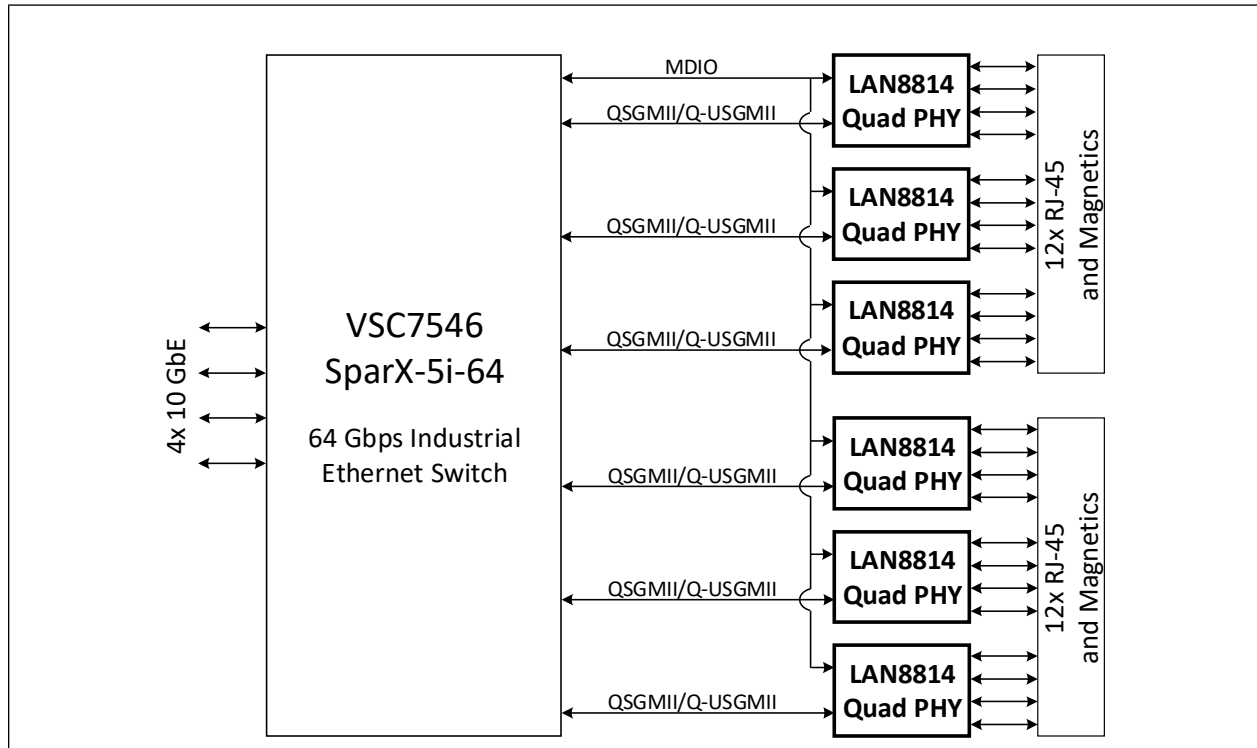 MDIO
QSGMII/Q-USGMII
QSGMII/Q-USGMII
QSGMII/Q-USGMII
QSGMII/Q-USGMII
QSGMII/Q-USGMII
QSGMII/Q-USGMII
4x 10 GbE
VSC7546
SparX-5i-64
64 Gbps Industrial
Ethernet Switch
LAN8814
Quad PHY
LAN8814
Quad PHY
LAN8814
Quad PHY
LAN8814
Quad PHY
LAN8814
Quad PHY
LAN8814
Quad PHY
12x RJ-45
and Magnetics
12x RJ-45
and Magnetics